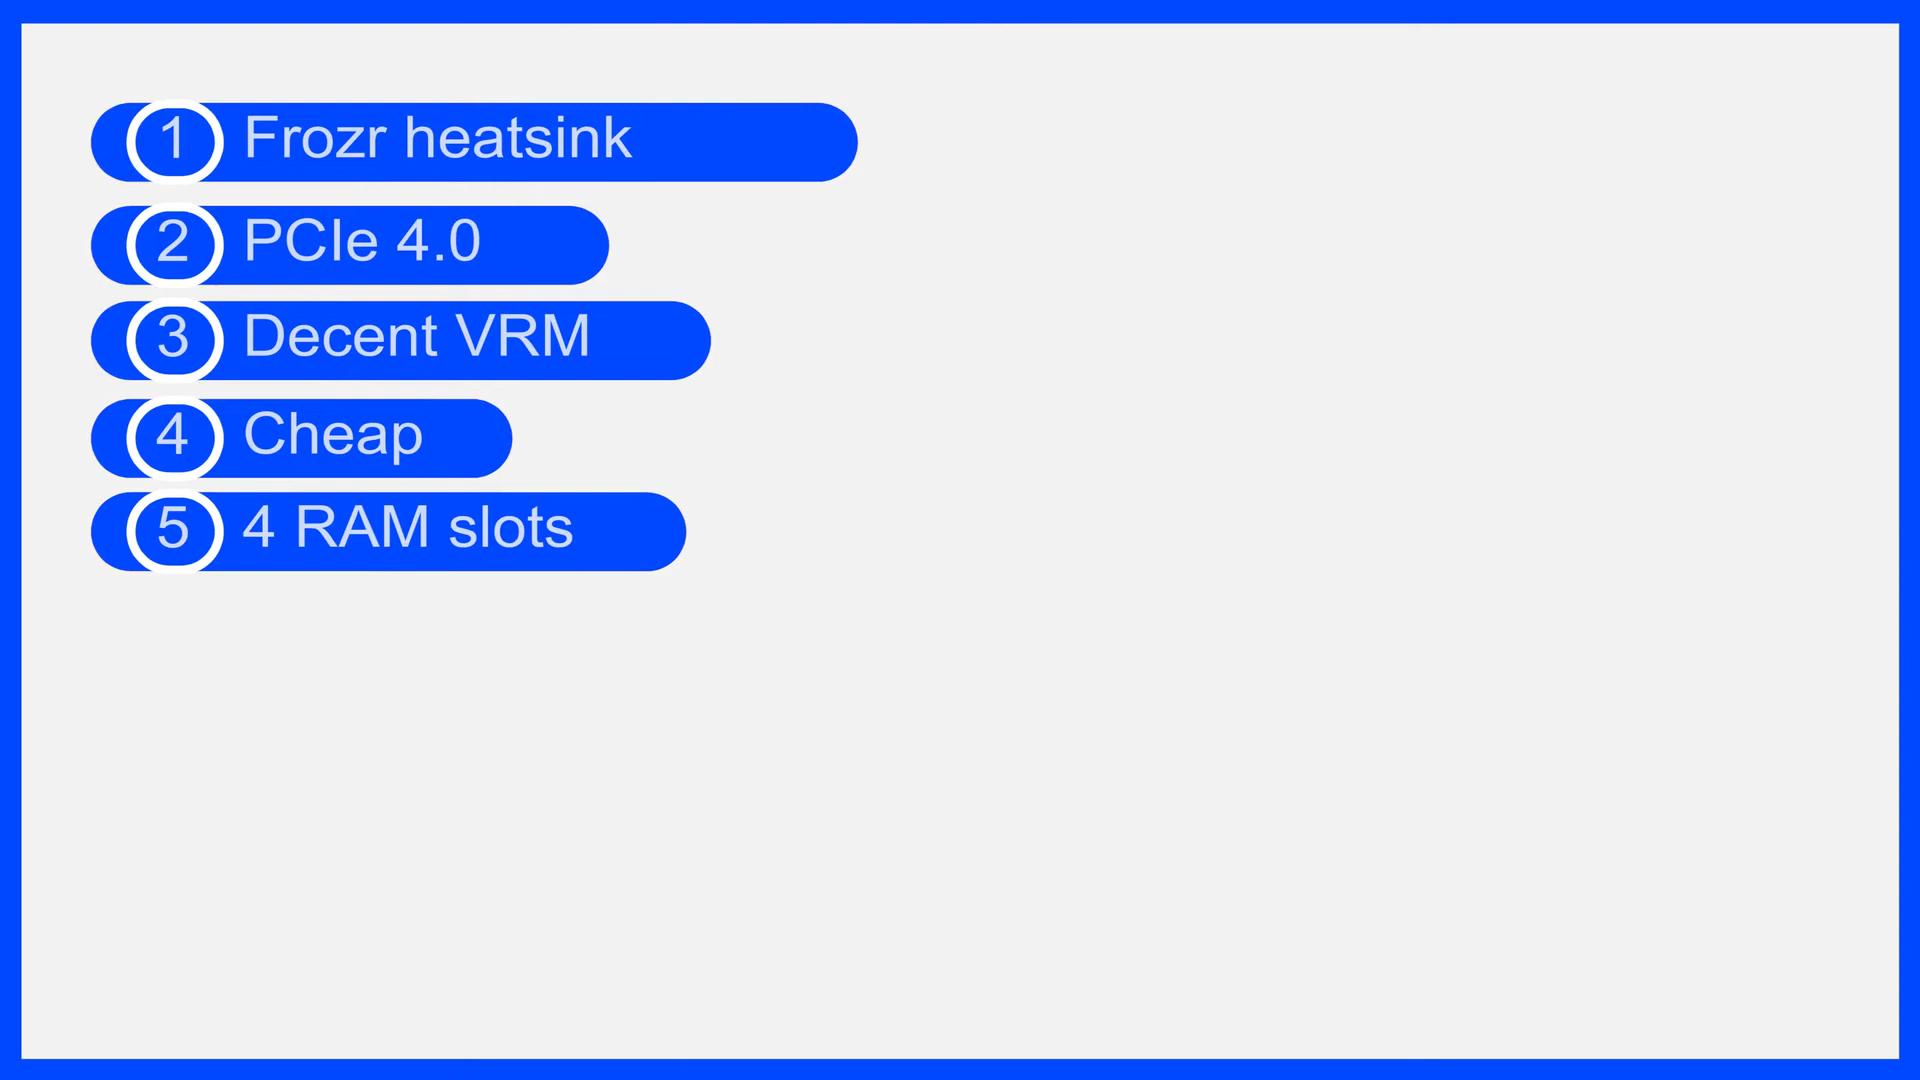 1 Frozr heatsink
2 PCIe 4.0
3 Decent VRM
4 Cheap
5 4 RAM slots